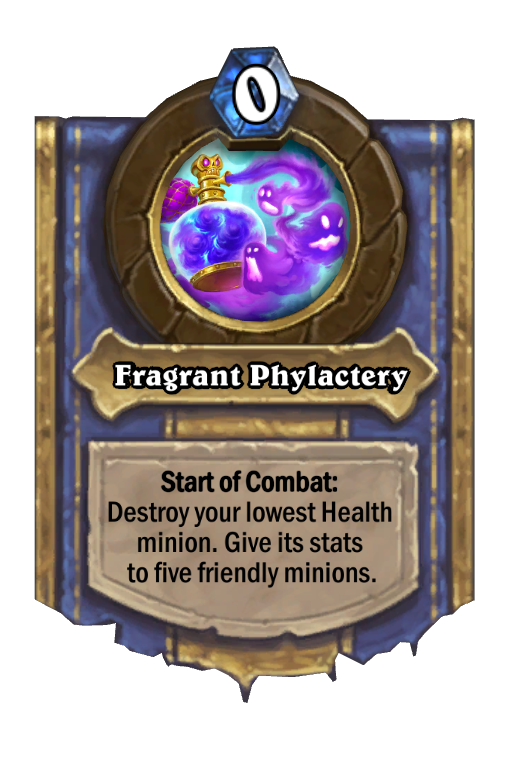 0
Fragrant Phylactery
Start of Combat:
Destroy your lowest Health
minion. Give its stats
to five friendly minions.